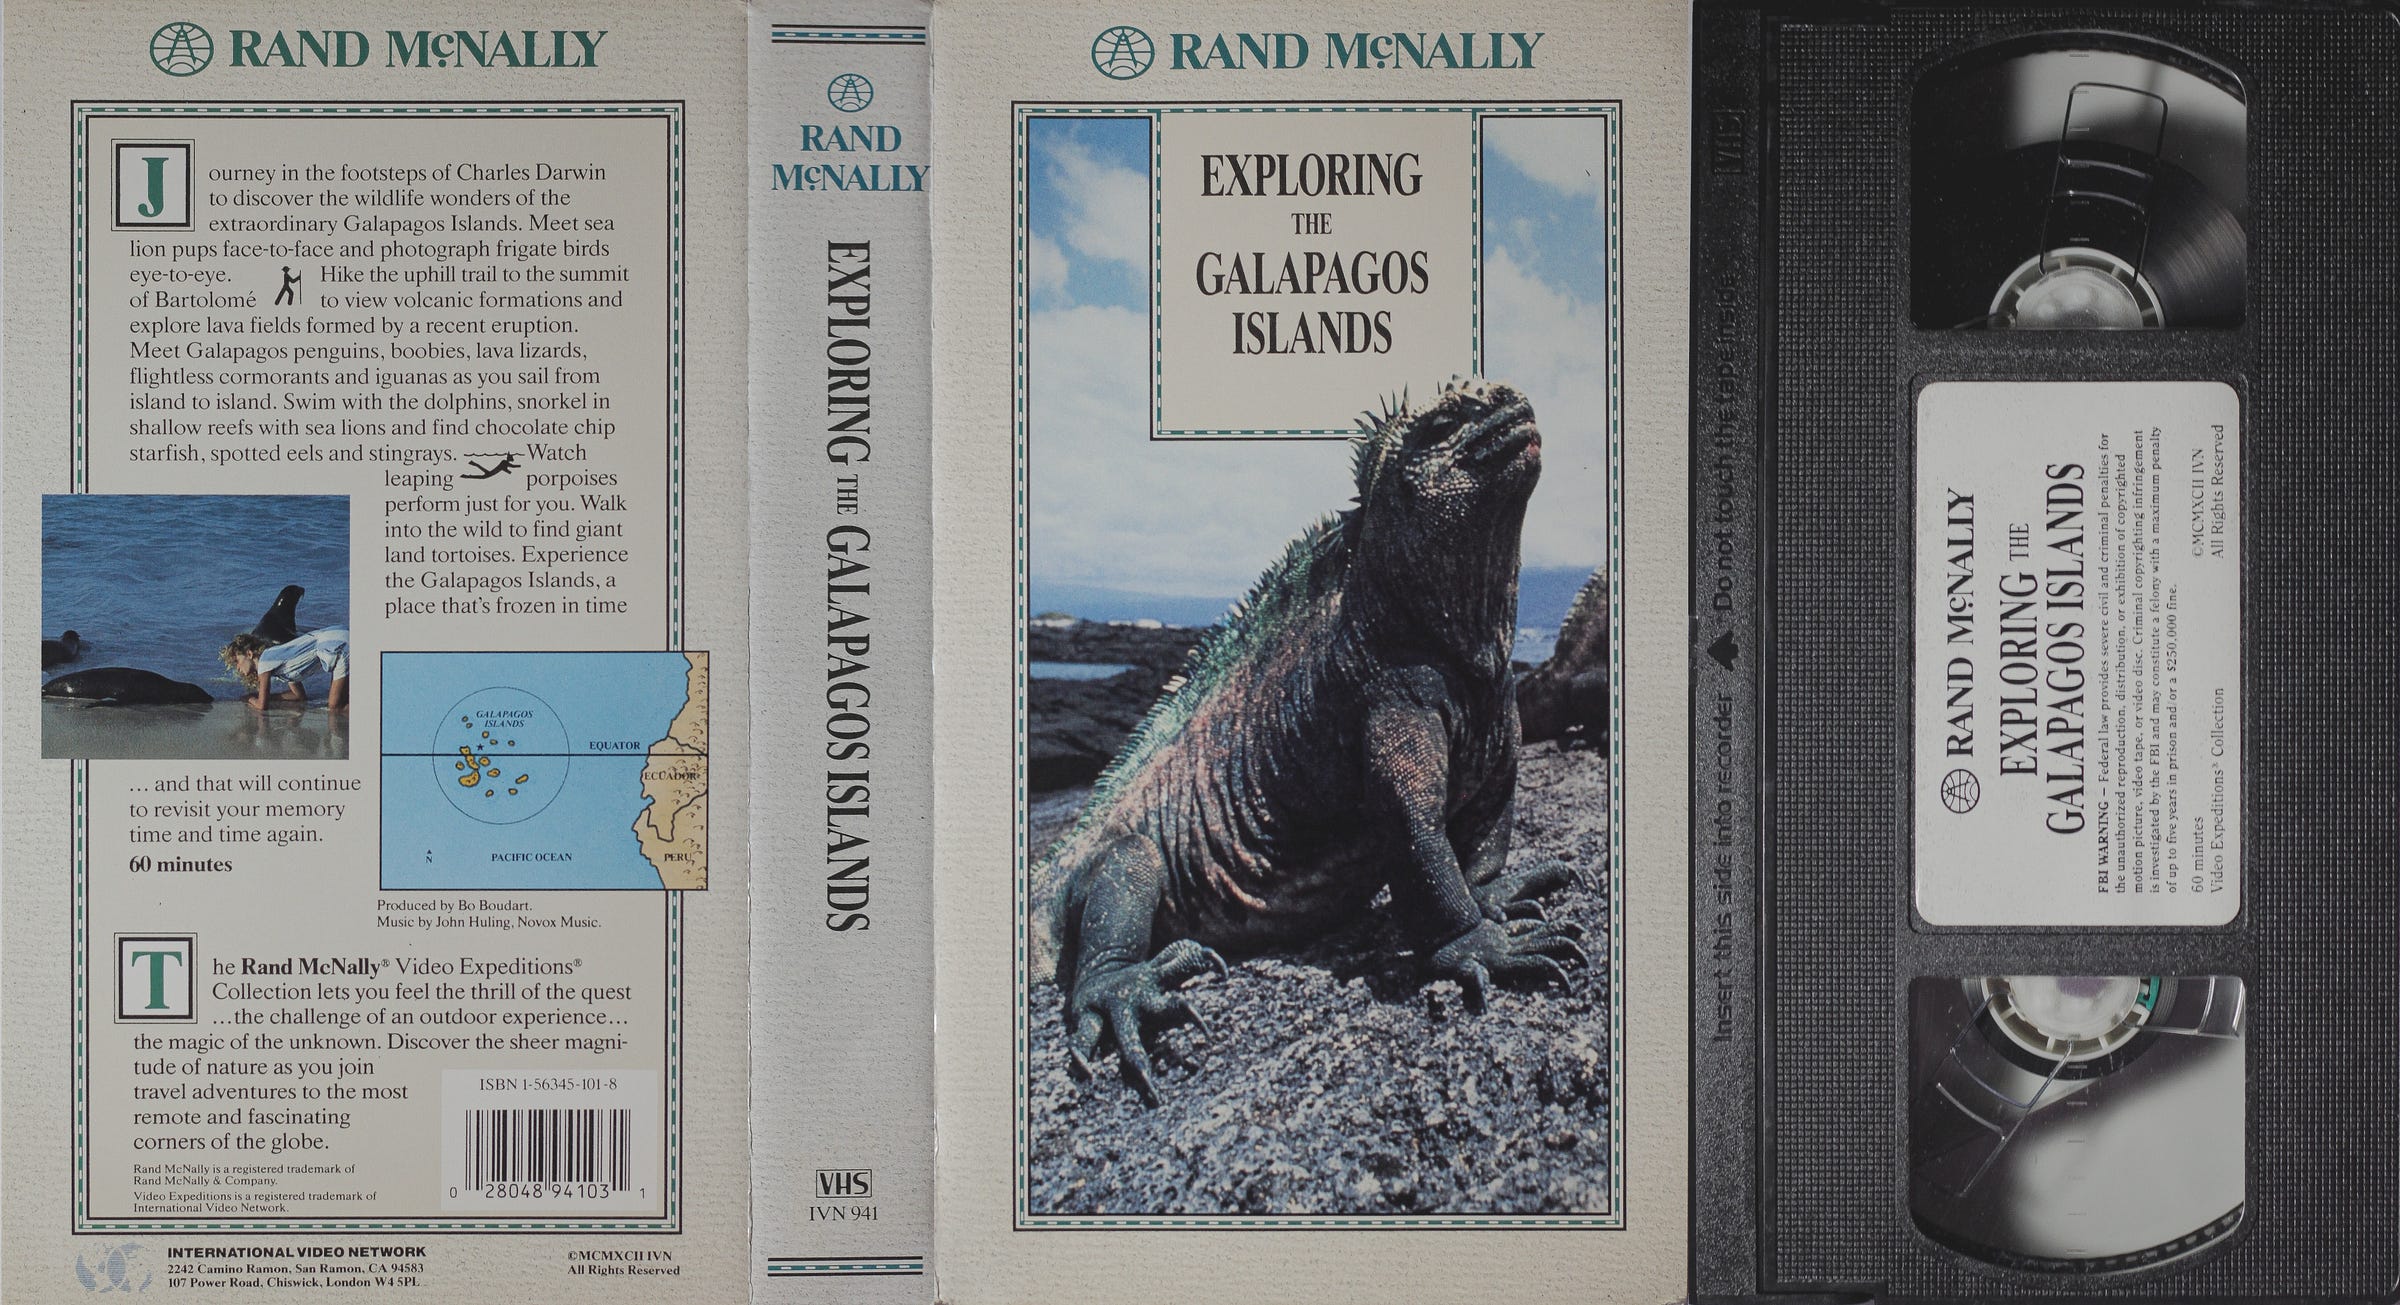 RAND McNALLY
Journey in the footsteps of Charles Darwin
to discover the wildlife wonders of the
extraordinary Galapagos Islands. Meet sea
lion pups face-to-face and photograph frigate birds
eye-to-eye. Hike the uphill trail to the summit
of Bartolomé to view volcanic formations and
explore lava fields formed by a recent eruption.
Meet Galapagos penguins, boobies, lava lizards,
flightless cormorants and iguanas as you sail from
island to island. Swim with the dolphins, snorkel in
shallow reefs with sea lions and find chocolate chip
starfish, spotted eels and stingrays. Watch
leaping porpoises
perform just for you. Walk
into the wild to find giant
land tortoises. Experience
the Galapagos Islands, a
place that's frozen in time
... and that will continue
to revisit your memory
time and time again.
60 minutes
GALAPAGOS
ISLANDS
EQUATOR
ECUADOR
N
PACIFIC OCEAN
PERU
Produced by Bo Boudart.
Music by John Huling, Novox Music.
The Rand McNally® Video Expeditions®
Collection lets you feel the thrill of the quest
...the challenge of an outdoor experience...
the magic of the unknown. Discover the sheer magni-
tude of nature as you join
travel adventures to the most
remote and fascinating
corners of the globe.
Rand McNally is a registered trademark of
Rand McNally & Company.
Video Expeditions is a registered trademark of
International Video Network.
ISBN 1-56345-101-8
0 28048 94103 1
INTERNATIONAL VIDEO NETWORK
2242 Camino Ramon, San Ramon, CA 94583
107 Power Road, Chiswick, London W4 5PL
©MCMXCII IVN
All Rights Reserved
RAND
McNALLY
EXPLORING THE GALAPAGOS ISLANDS
VHS
IVN 941
RAND McNALLY
EXPLORING
THE
GALAPAGOS
ISLANDS
VHS
Insert this side into recorder ▲ Do not touch the tape inside
RAND McNALLY
EXPLORING THE
GALAPAGOS ISLANDS
FBI WARNING – Federal law provides severe civil and criminal penalties for
the unauthorized reproduction, distribution, or exhibition of copyrighted
motion picture, video tape, or video disc. Criminal copyrighting infringement
is investigated by the FBI and may constitute a felony with a maximum penalty
of up to five years in prison and/or a $250,000 fine.
60 minutes ©MCMXCII IVN
Video Expeditions® Collection All Rights Reserved